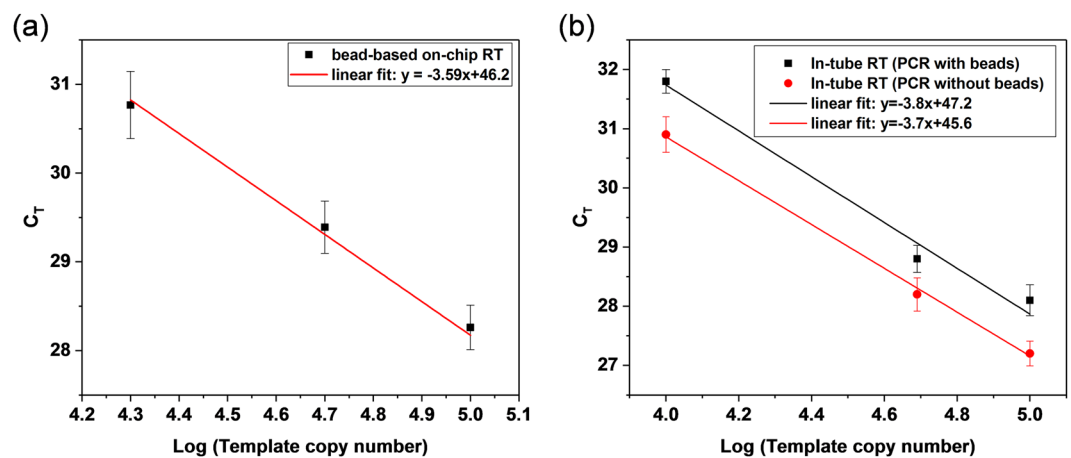 (a)
bead-based on-chip RT
linear fit: y = -3.59x+46.2
31
30
29
28
C_T
4.2 4.3 4.4 4.5 4.6 4.7 4.8 4.9 5.0 5.1
Log (Template copy number)
(b)
In-tube RT (PCR with beads)
In-tube RT (PCR without beads)
linear fit: y=-3.8x+47.2
linear fit: y=-3.7x+45.6
32
31
30
29
28
27
C_T
4.0 4.2 4.4 4.6 4.8 5.0
Log (Template copy number)